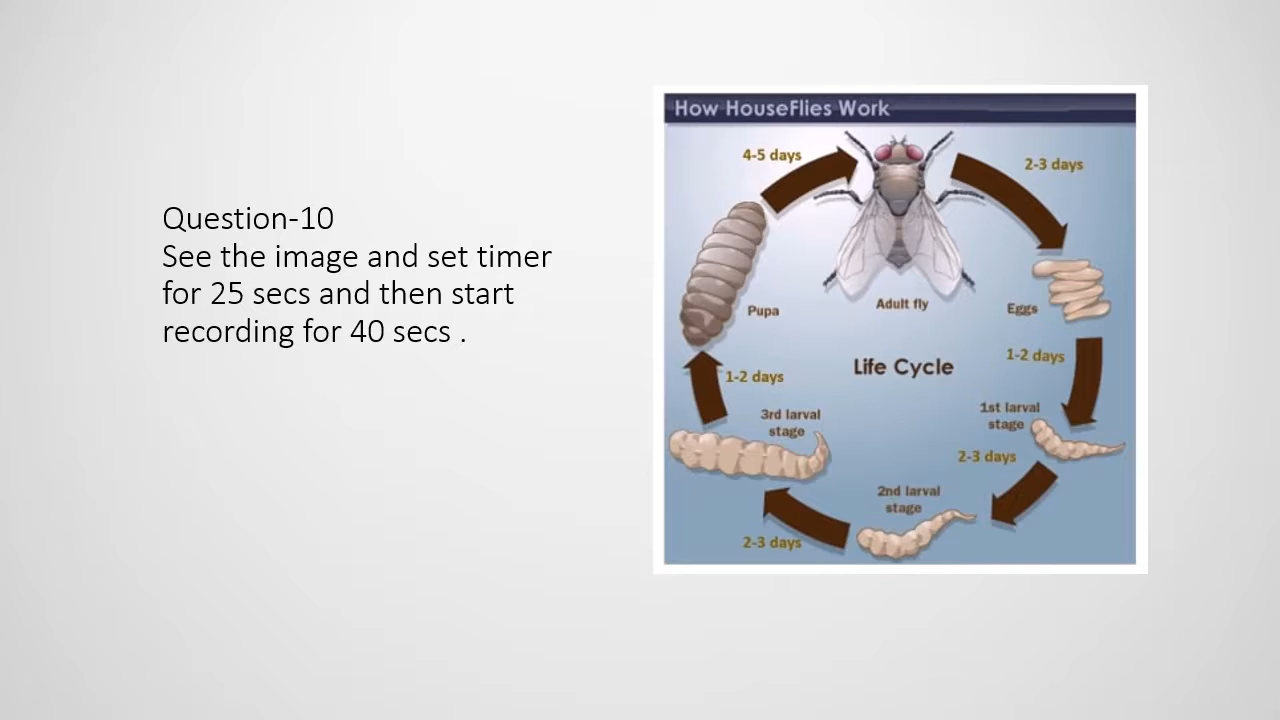 Question-10
See the image and set timer
for 25 secs and then start
recording for 40 secs .
How HouseFlies Work
4-5 days
2-3 days
Pupa
Adult fly
Eggs
Life Cycle
1-2 days
1-2 days
3rd larval
stage
1st larval
stage
2-3 days
2nd larval
stage
2-3 days